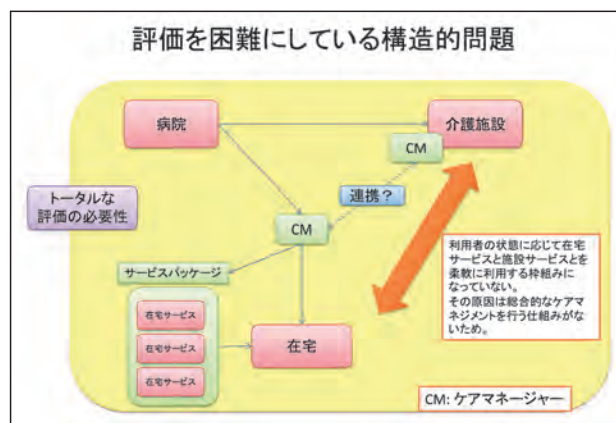 評価を困難にしている構造的問題
病院
介護施設
CM
連携？
トータルな
評価の必要性
CM
サービスパッケージ
利用者の状態に応じて在宅
サービスと施設サービスとを
柔軟に利用する枠組みに
なっていない。
その原因は総合的なケアマ
ネジメントを行う仕組みがな
いため。
在宅サービス
在宅サービス
在宅サービス
在宅
CM: ケアマネージャー